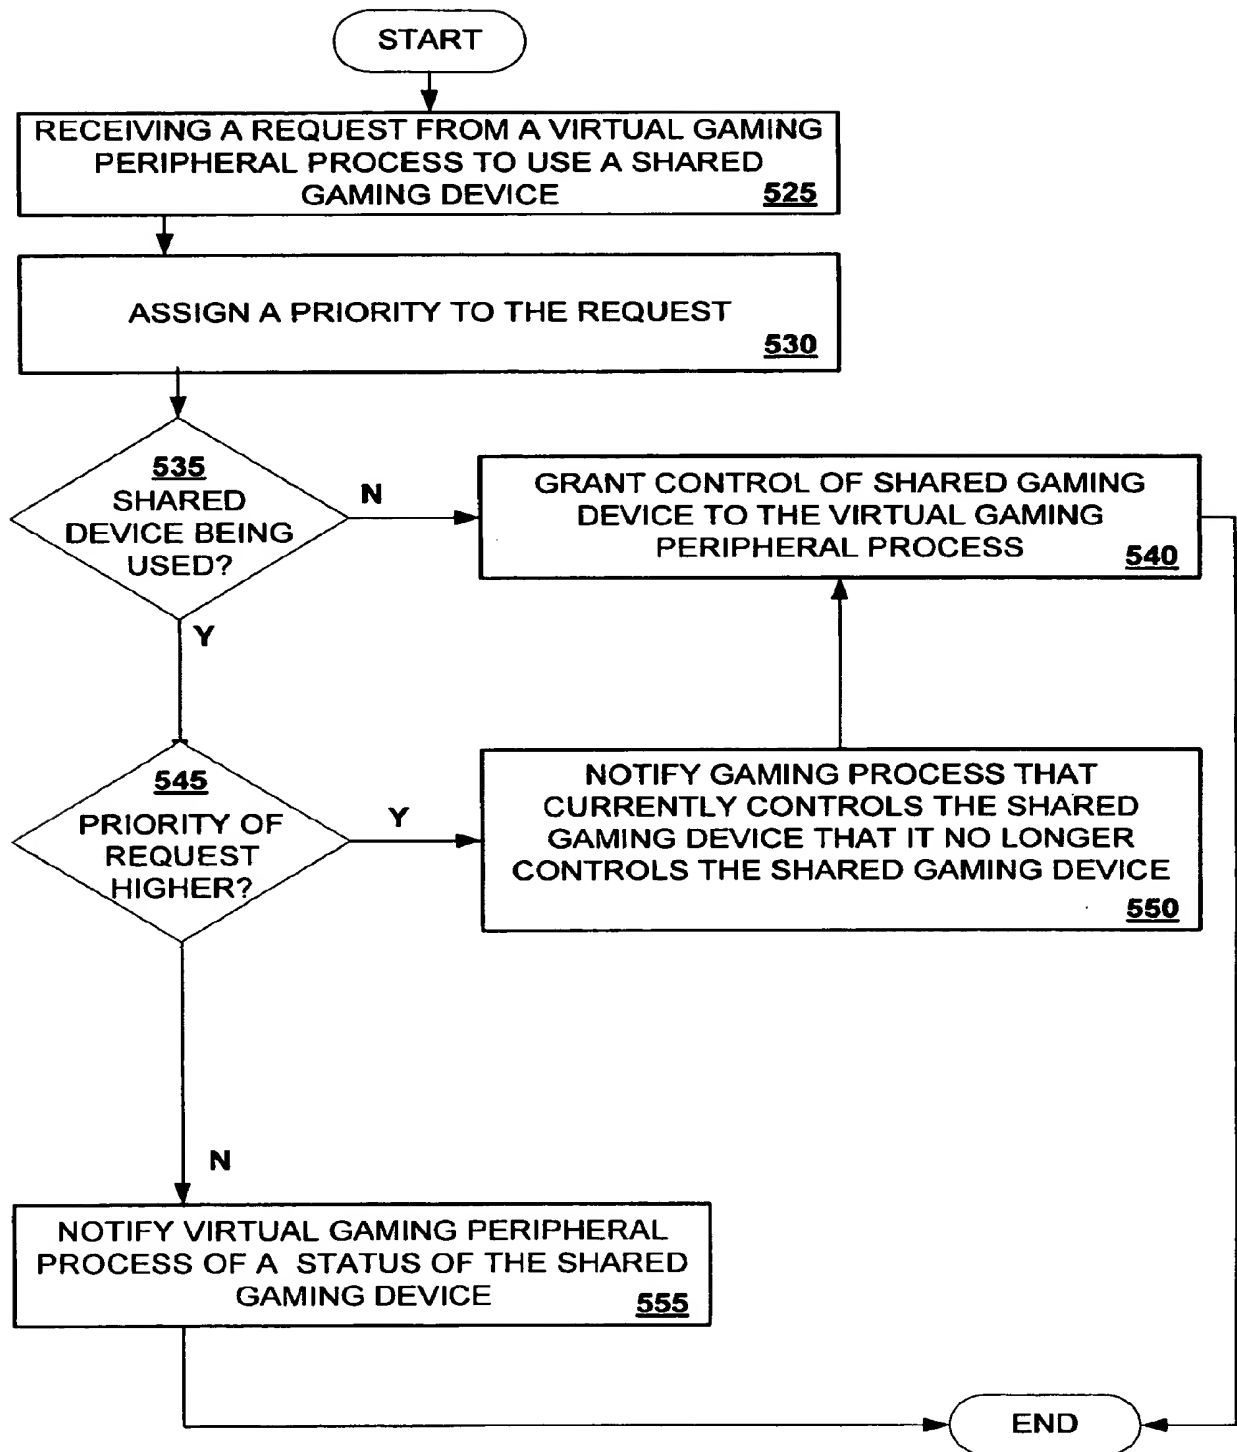 START
RECEIVING A REQUEST FROM A VIRTUAL GAMING
PERIPHERAL PROCESS TO USE A SHARED
GAMING DEVICE
525
ASSIGN A PRIORITY TO THE REQUEST
530
535
SHARED
DEVICE BEING
USED?
N
GRANT CONTROL OF SHARED GAMING
DEVICE TO THE VIRTUAL GAMING
PERIPHERAL PROCESS
540
Y
545
PRIORITY OF
REQUEST
HIGHER?
Y
NOTIFY GAMING PROCESS THAT
CURRENTLY CONTROLS THE SHARED
GAMING DEVICE THAT IT NO LONGER
CONTROLS THE SHARED GAMING DEVICE
550
N
NOTIFY VIRTUAL GAMING PERIPHERAL
PROCESS OF A STATUS OF THE SHARED
GAMING DEVICE
555
END